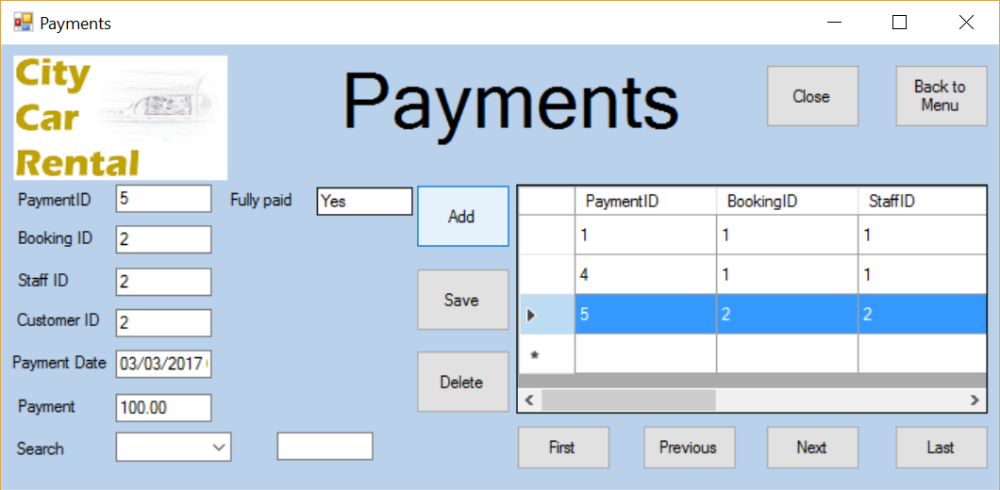 Payments
City
Car
Rental
Payments
Close
Back to
Menu
PaymentID 5
Fully paid Yes
Booking ID 2
Staff ID 2
Customer ID 2
Payment Date 03/03/2017
Payment 100.00
Search
Add
Save
Delete
PaymentID BookingID StaffID
1 1 1
4 1 1
5 2 2
*
First Previous Next Last